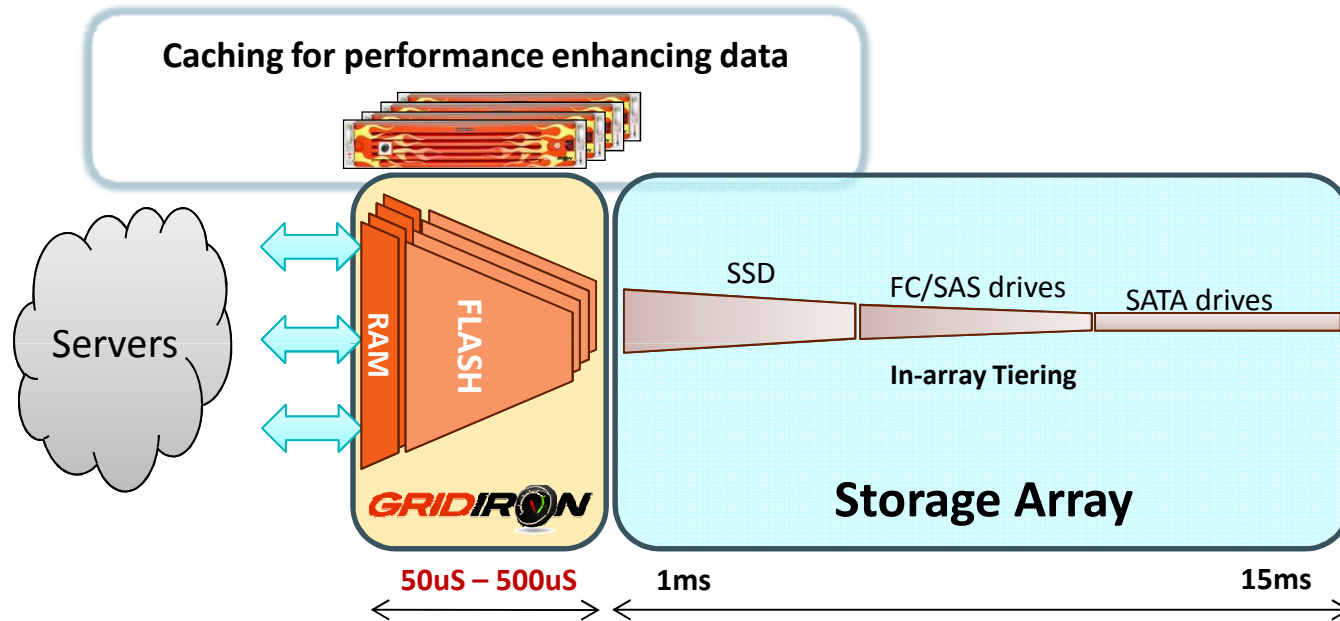 Caching for performance enhancing data
Servers
RAM
FLASH
GRIDIRON
SSD
FC/SAS drives
SATA drives
In-array Tiering
Storage Array
50uS – 500uS
1ms
15ms